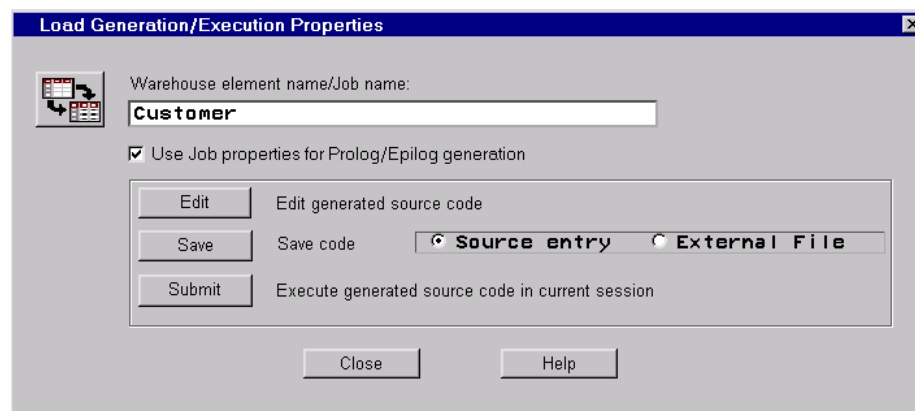 Load Generation/Execution Properties
Warehouse element name/Job name:
Customer
Use Job properties for Prolog/Epilog generation
Edit Edit generated source code
Save Save code Source entry External File
Submit Execute generated source code in current session
Close Help